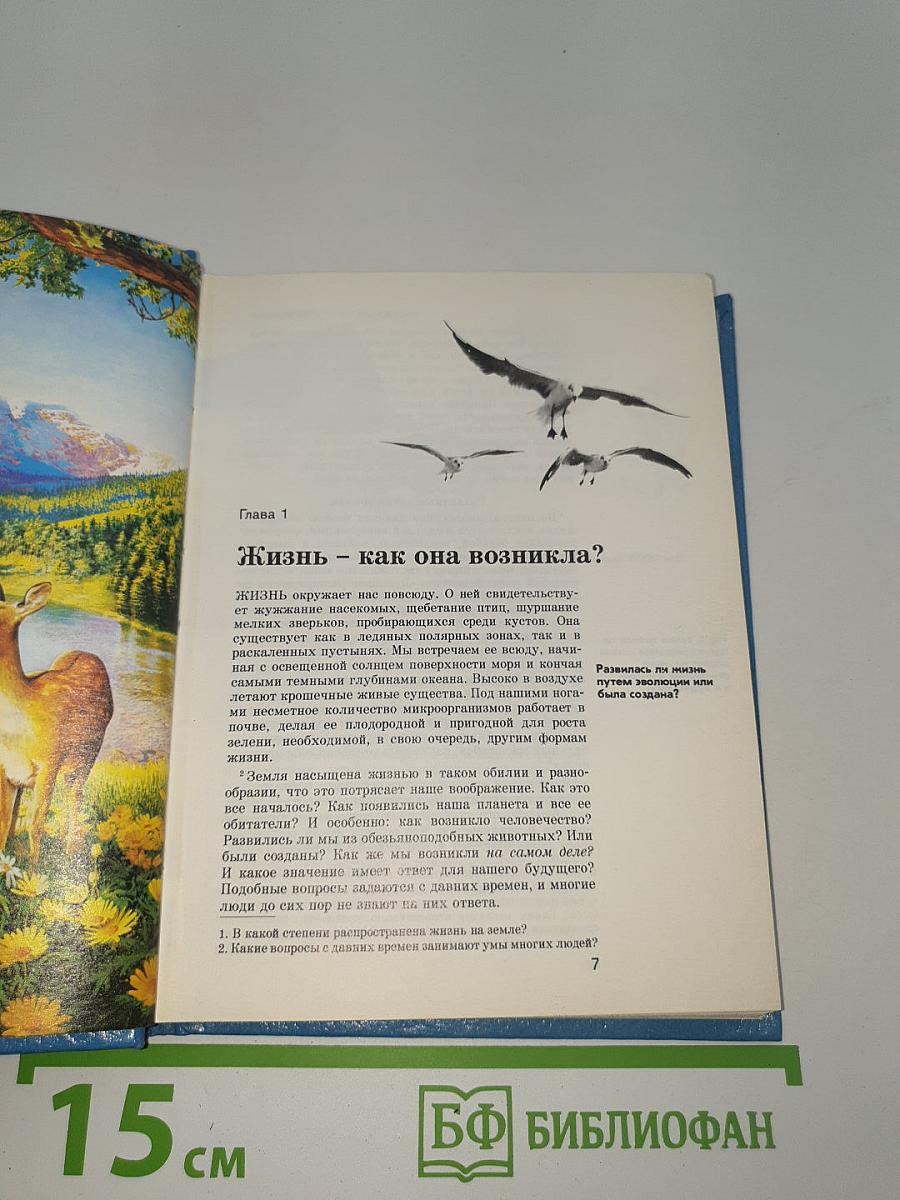 Глава 1
Жизнь – как она возникла?
ЖИЗНЬ окружает нас повсюду. О ней свидетельству-
ет жужжание насекомых, щебетание птиц, шуршание
мелких зверьков, пробирающихся среди кустов. Она
существует как в ледяных полярных зонах, так и в
раскаленных пустынях. Мы встречаем ее всюду, начи-
ная с освещенной солнцем поверхности моря и кончая
самыми темными глубинами океана. Высоко в воздухе
летают крошечные живые существа. Под нашими нога-
ми несметное количество микроорганизмов работает в
почве, делая ее плодородной и пригодной для роста
зелени, необходимой, в свою очередь, другим формам
жизни.
Развилась ли жизнь
путем эволюции или
была создана?
² Земля насыщена жизнью в таком обилии и разно-
образии, что это потрясает наше воображение. Как это
все началось? Как появились наша планета и все ее
обитатели? И особенно: как возникло человечество?
Развились ли мы из обезьяноподобных животных? Или
были созданы? Как же мы возникли на самом деле?
И какое значение имеет ответ для нашего будущего?
Подобные вопросы задаются с давних времен, и многие
люди до сих пор не знают на них ответа.
1. В какой степени распространена жизнь на земле?
2. Какие вопросы с давних времен занимают умы многих людей?
7
15 см
БФ БИБЛИОФАН